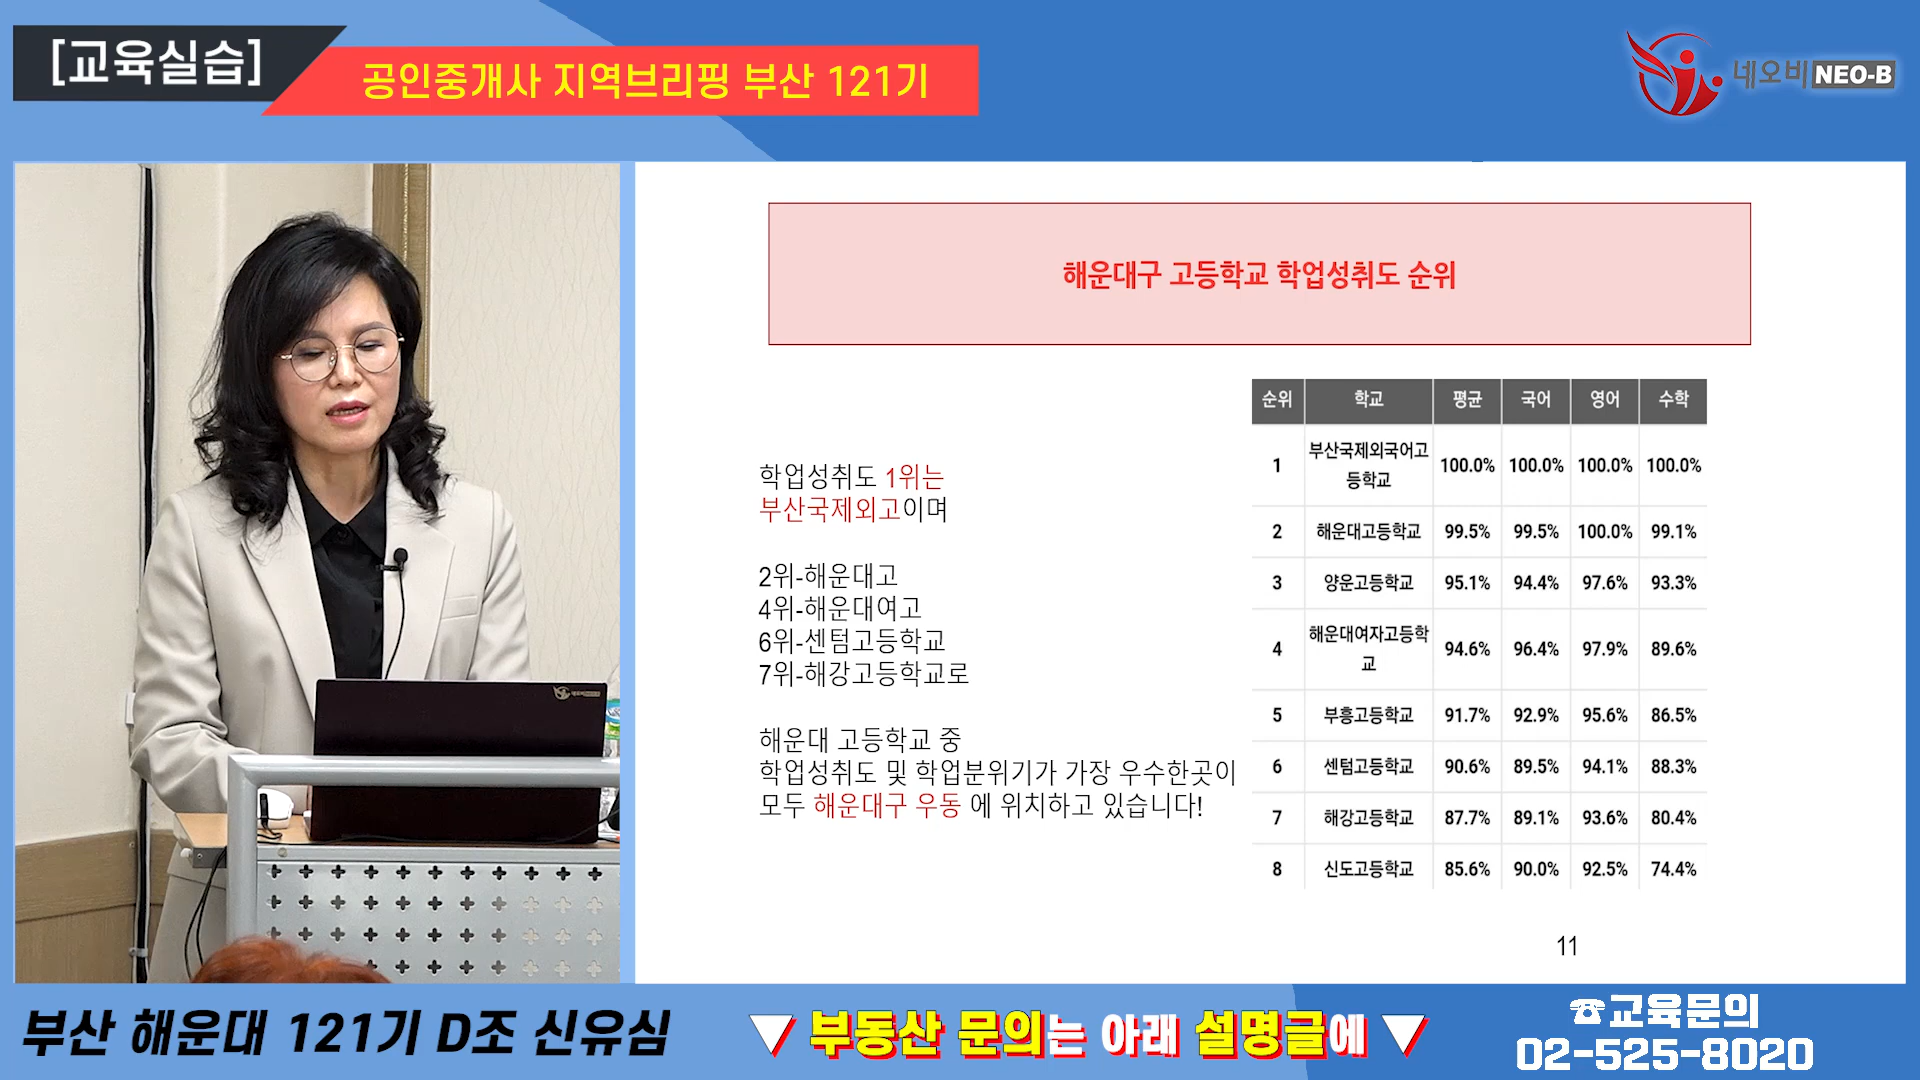 [교육실습]
공인중개사 지역브리핑 부산 121기
네오비 NEO-B
해운대구 고등학교 학업성취도 순위
학업성취도 1위는
부산국제외고이며
2위-해운대고
4위-해운대여고
6위-센텀고등학교
7위-해강고등학교로
해운대 고등학교 중
학업성취도 및 학업분위기가 가장 우수한곳이
모두 해운대구 우동 에 위치하고 있습니다!
순위 학교 평균 국어 영어 수학
1 부산국제외국어고등학교 100.0% 100.0% 100.0% 100.0%
2 해운대고등학교 99.5% 99.5% 100.0% 99.1%
3 양운고등학교 95.1% 94.4% 97.6% 93.3%
4 해운대여자고등학교 94.6% 96.4% 97.9% 89.6%
5 부흥고등학교 91.7% 92.9% 95.6% 86.5%
6 센텀고등학교 90.6% 89.5% 94.1% 88.3%
7 해강고등학교 87.7% 89.1% 93.6% 80.4%
8 신도고등학교 85.6% 90.0% 92.5% 74.4%
11
부산 해운대 121기 D조 신유심
▼ 부동산 문의는 아래 설명글에 ▼
☎교육문의
02-525-8020